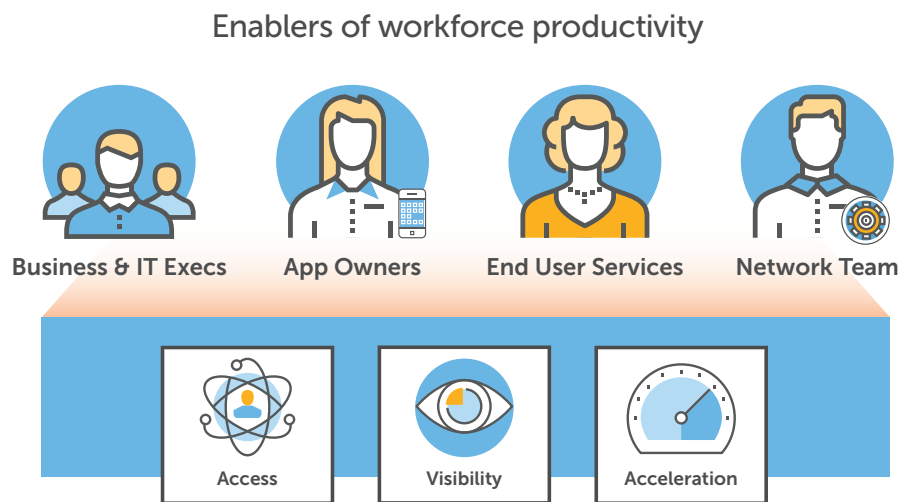 Enablers of workforce productivity
Business & IT Execs
App Owners
End User Services
Network Team
Access
Visibility
Acceleration